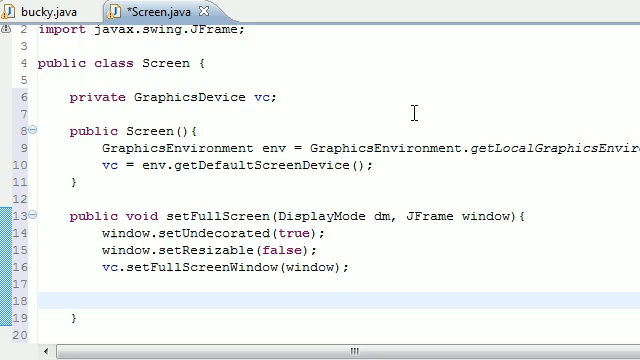 bucky.java *Screen.java
2 import javax.swing.JFrame;
3
4 public class Screen {
5
6 private GraphicsDevice vc;
7
8 public Screen(){
9 GraphicsEnvironment env = GraphicsEnvironment.getLocalGraphicsEnviro
10 vc = env.getDefaultScreenDevice();
11 }
12
13 public void setFullScreen(DisplayMode dm, JFrame window){
14 window.setUndecorated(true);
15 window.setResizable(false);
16 vc.setFullScreenWindow(window);
17
18
19 }
20